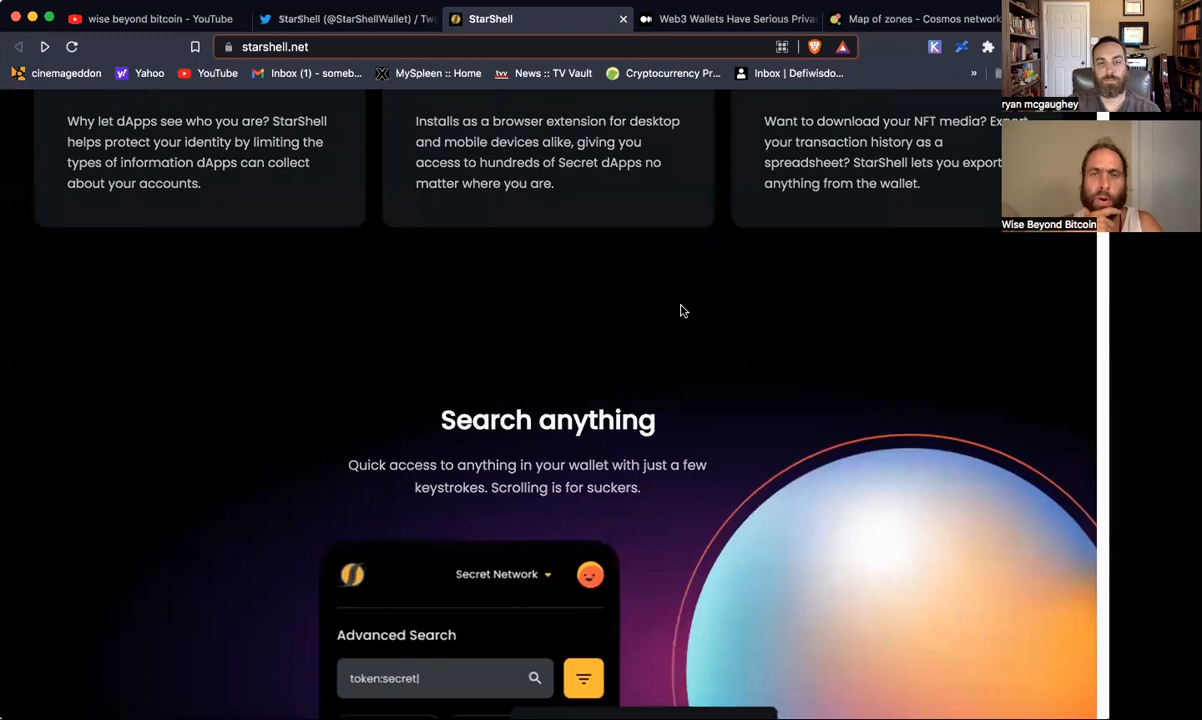 wise beyond bitcoin - YouTube
StarShell (@StarShellWallet) / Tw
StarShell
Web3 Wallets Have Serious Priva
Map of zones - Cosmos network
starshell.net
cinemageddon
Yahoo
YouTube
Inbox (1) - someb...
MySpleen :: Home
tvv
News :: TV Vault
Cryptocurrency Pr...
Inbox | Defiwisdo...
»
ryan mcgaughey
Wise Beyond Bitcoin
Why let dApps see who you are? StarShell
helps protect your identity by limiting the
types of information dApps can collect
about your accounts.
Installs as a browser extension for desktop
and mobile devices alike, giving you
access to hundreds of Secret dApps no
matter where you are.
Want to download your NFT media?
your transaction history as a
spreadsheet? StarShell lets you export
anything from the wallet.
Search anything
Quick access to anything in your wallet with just a few
keystrokes. Scrolling is for suckers.
Secret Network
Advanced Search
token:secret